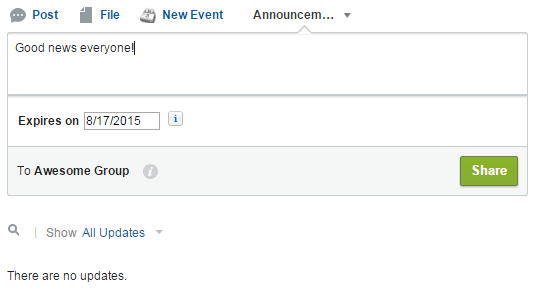 Post File New Event Announcem...
Good news everyone!
Expires on 8/17/2015 i
To Awesome Group i Share
Show All Updates
There are no updates.